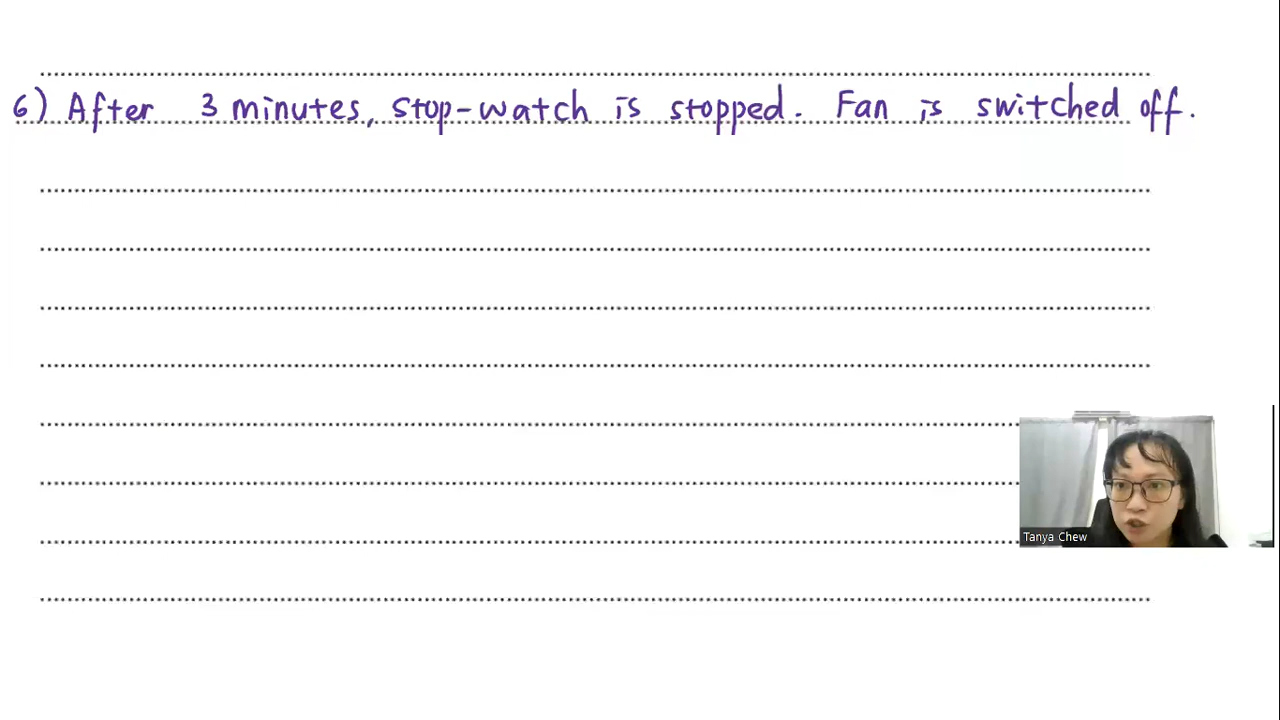 6) After 3 minutes, stop-watch is stopped. Fan is switched off.
Tanya Chew